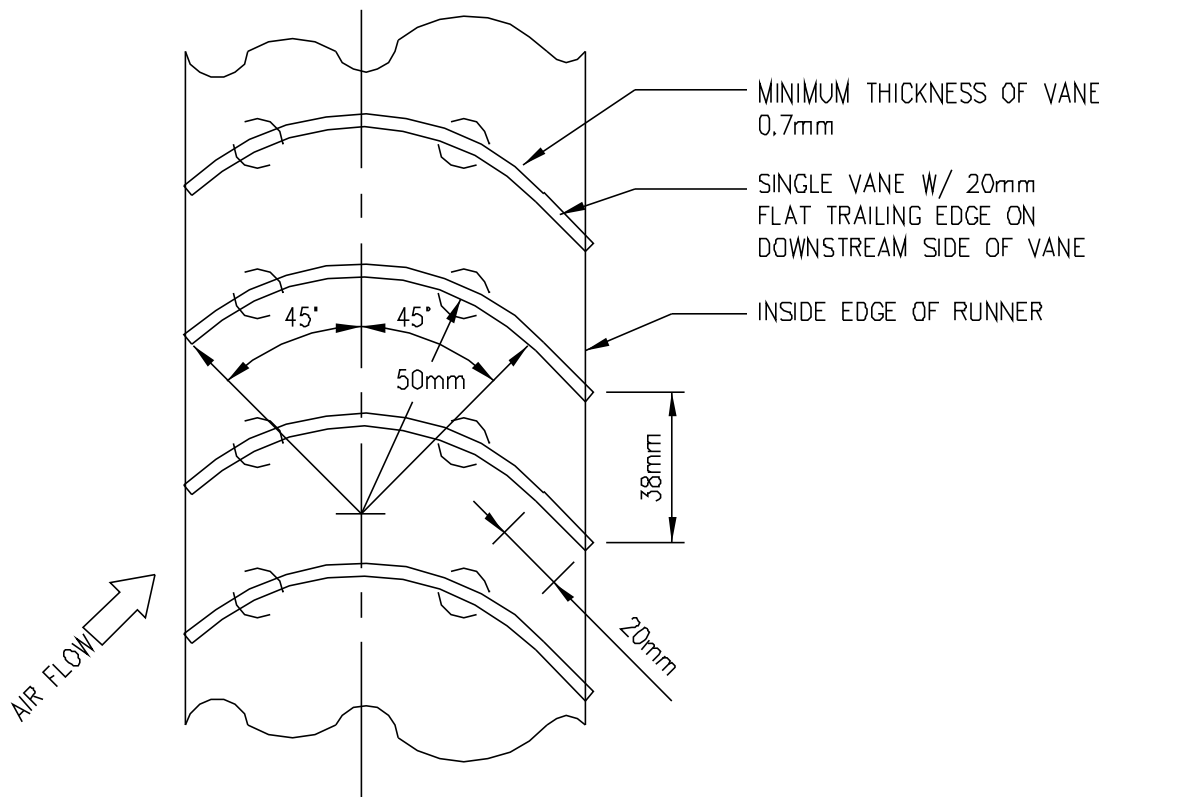 MINIMUM THICKNESS OF VANE
0,7mm
SINGLE VANE W/ 20mm
FLAT TRAILING EDGE ON
DOWNSTREAM SIDE OF VANE
INSIDE EDGE OF RUNNER
45°
45°
50mm
38mm
20mm
AIR FLOW